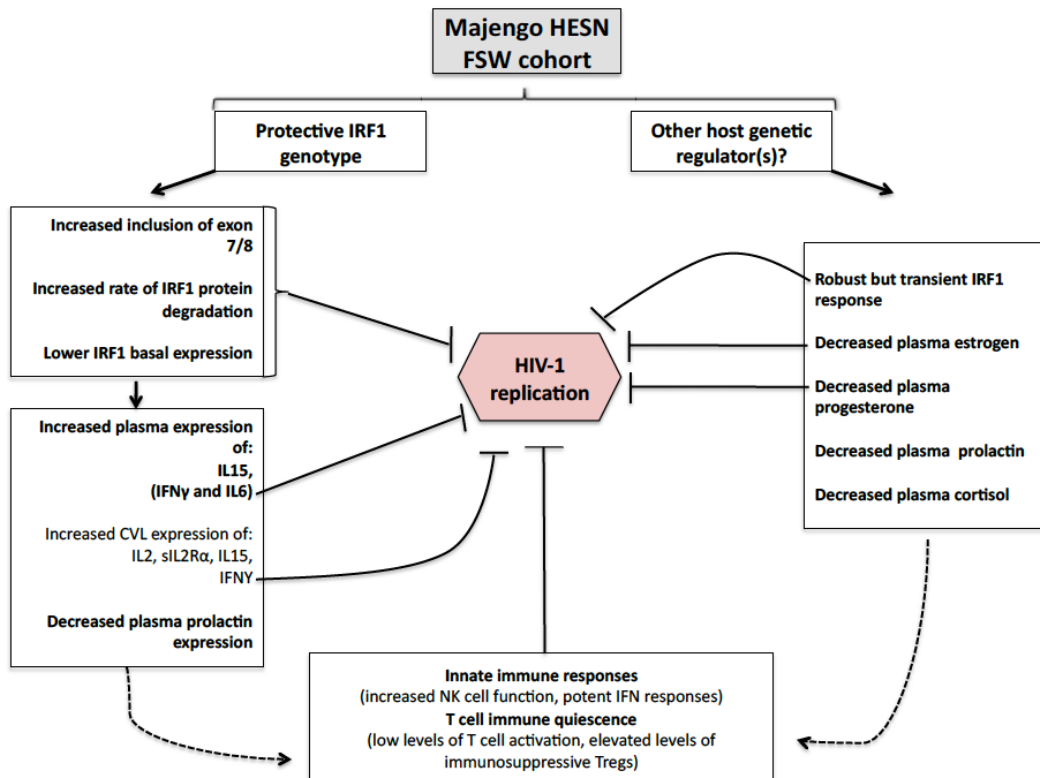 Majengo HESN
FSW cohort
Protective IRF1
genotype
Other host genetic
regulator(s)?
Increased inclusion of exon
7/8
Increased rate of IRF1 protein
degradation
Lower IRF1 basal expression
Increased plasma expression
of:
IL15,
(IFNγ and IL6)
Increased CVL expression of:
IL2, sIL2Rα, IL15,
IFNY
Decreased plasma prolactin
expression
HIV-1
replication
Robust but transient IRF1
response
Decreased plasma estrogen
Decreased plasma
progesterone
Decreased plasma prolactin
Decreased plasma cortisol
Innate immune responses
(increased NK cell function, potent IFN responses)
T cell immune quiescence
(low levels of T cell activation, elevated levels of
immunosuppressive Tregs)